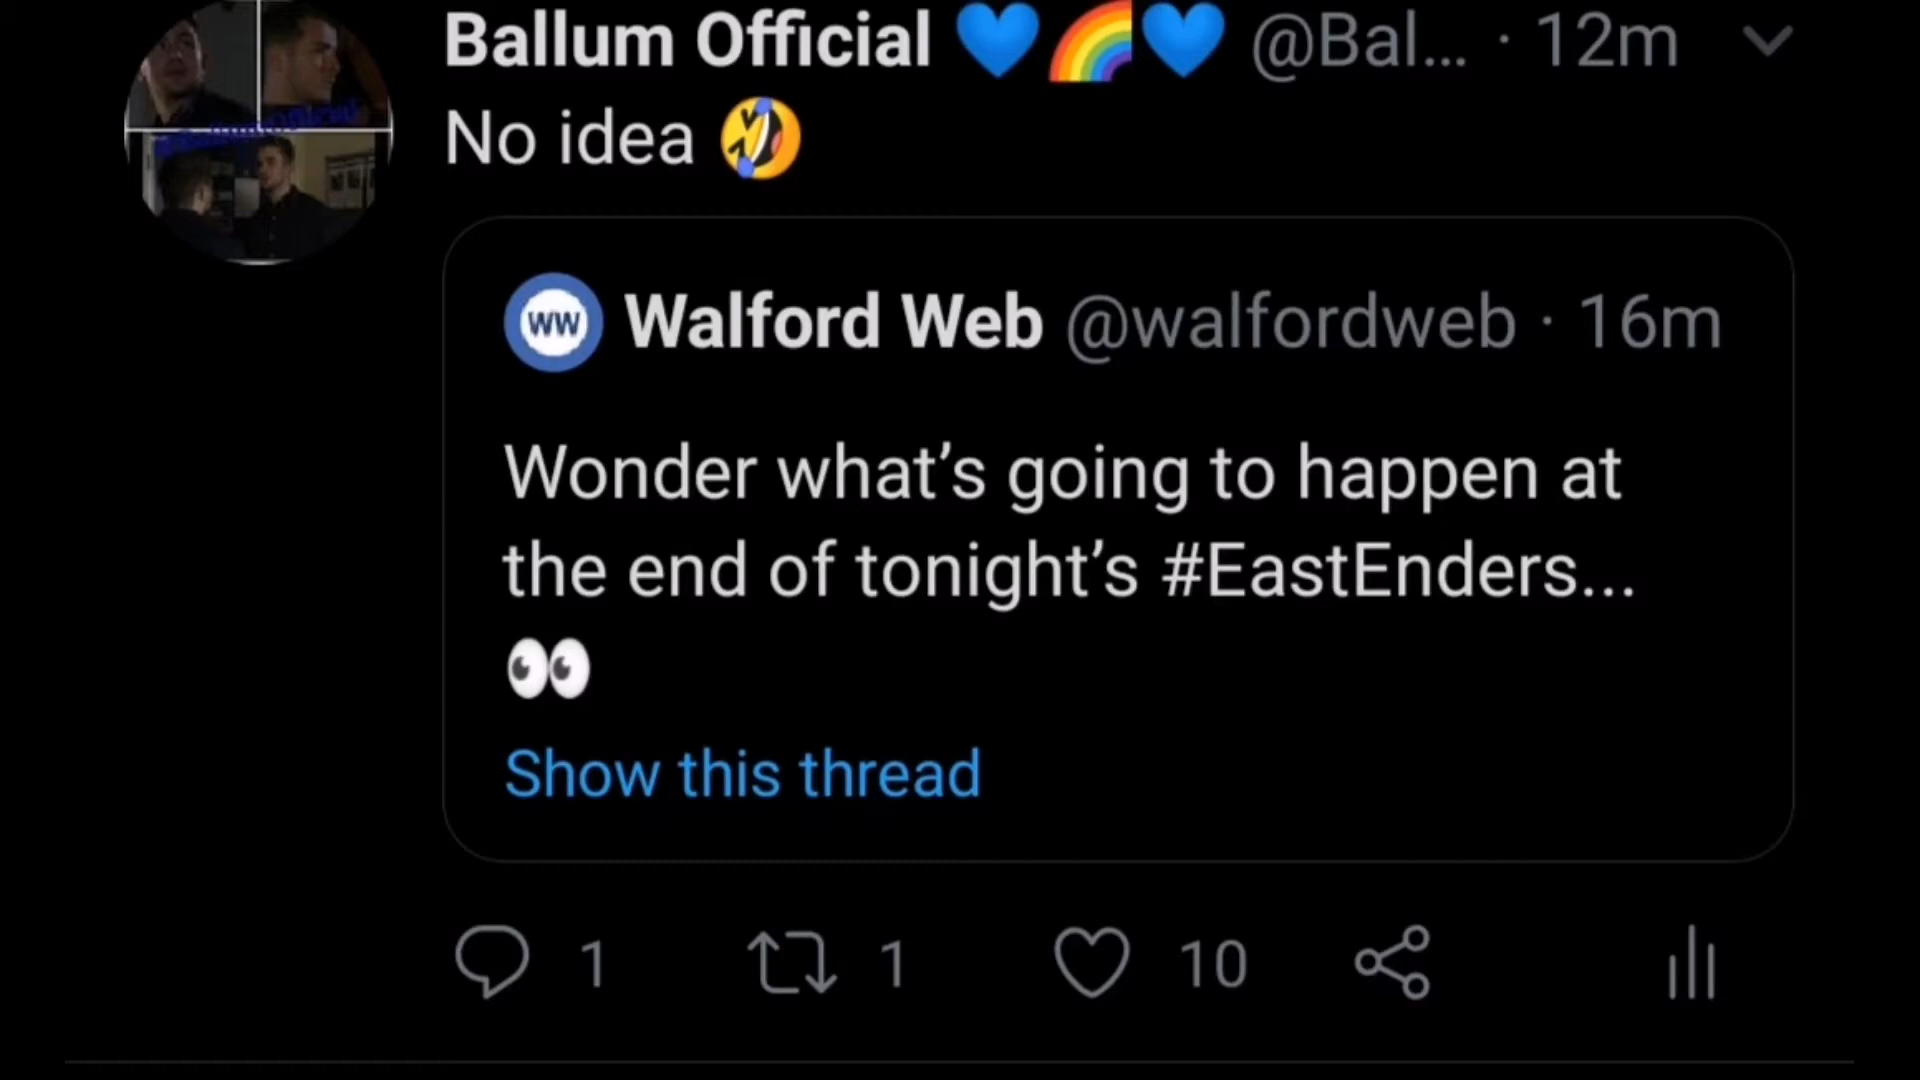 Ballum Official 💙🌈💙 @Bal... · 12m
No idea 🤣
WW Walford Web @walfordweb · 16m
Wonder what’s going to happen at
the end of tonight’s #EastEnders...
👀
Show this thread
1 1 10